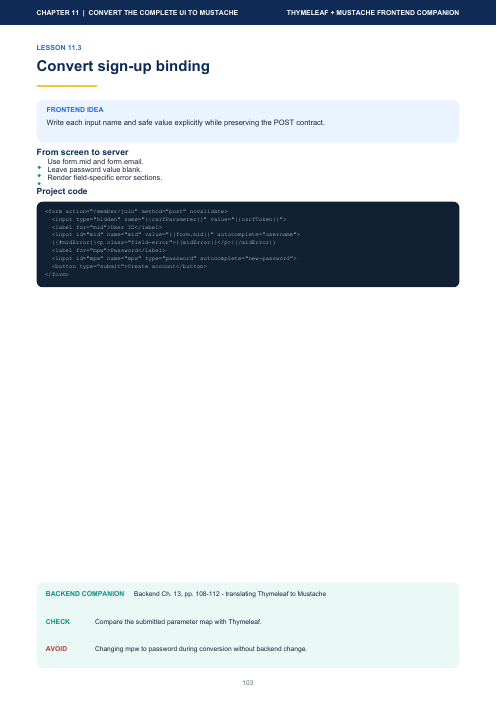 CHAPTER 11 | CONVERT THE COMPLETE UI TO MUSTACHE    THYMELEAF + MUSTACHE FRONTEND COMPANION
LESSON 11.3
Convert sign-up binding
FRONTEND IDEA
Write each input name and safe value explicitly while preserving the POST contract.
From screen to server
Use form.mid and form.email.
Leave password value blank.
Render field-specific error sections.
Project code
<form action="/member/join" method="post" novalidate>
  <input type="hidden" name="{{csrfParameter}}" value="{{csrfToken}}">
  <label for="mid">User ID</label>
  <input id="mid" name="mid" value="{{form.mid}}" autocomplete="username">
  {{#midError}}<p class="field-error">{{midError}}</p>{{/midError}}
  <label for="mpw">Password</label>
  <input id="mpw" name="mpw" type="password" autocomplete="new-password">
  <button type="submit">Create account</button>
</form>
BACKEND COMPANION    Backend Ch. 13, pp. 108-112 - translating Thymeleaf to Mustache
CHECK    Compare the submitted parameter map with Thymeleaf.
AVOID    Changing mpw to password during conversion without backend change.
103